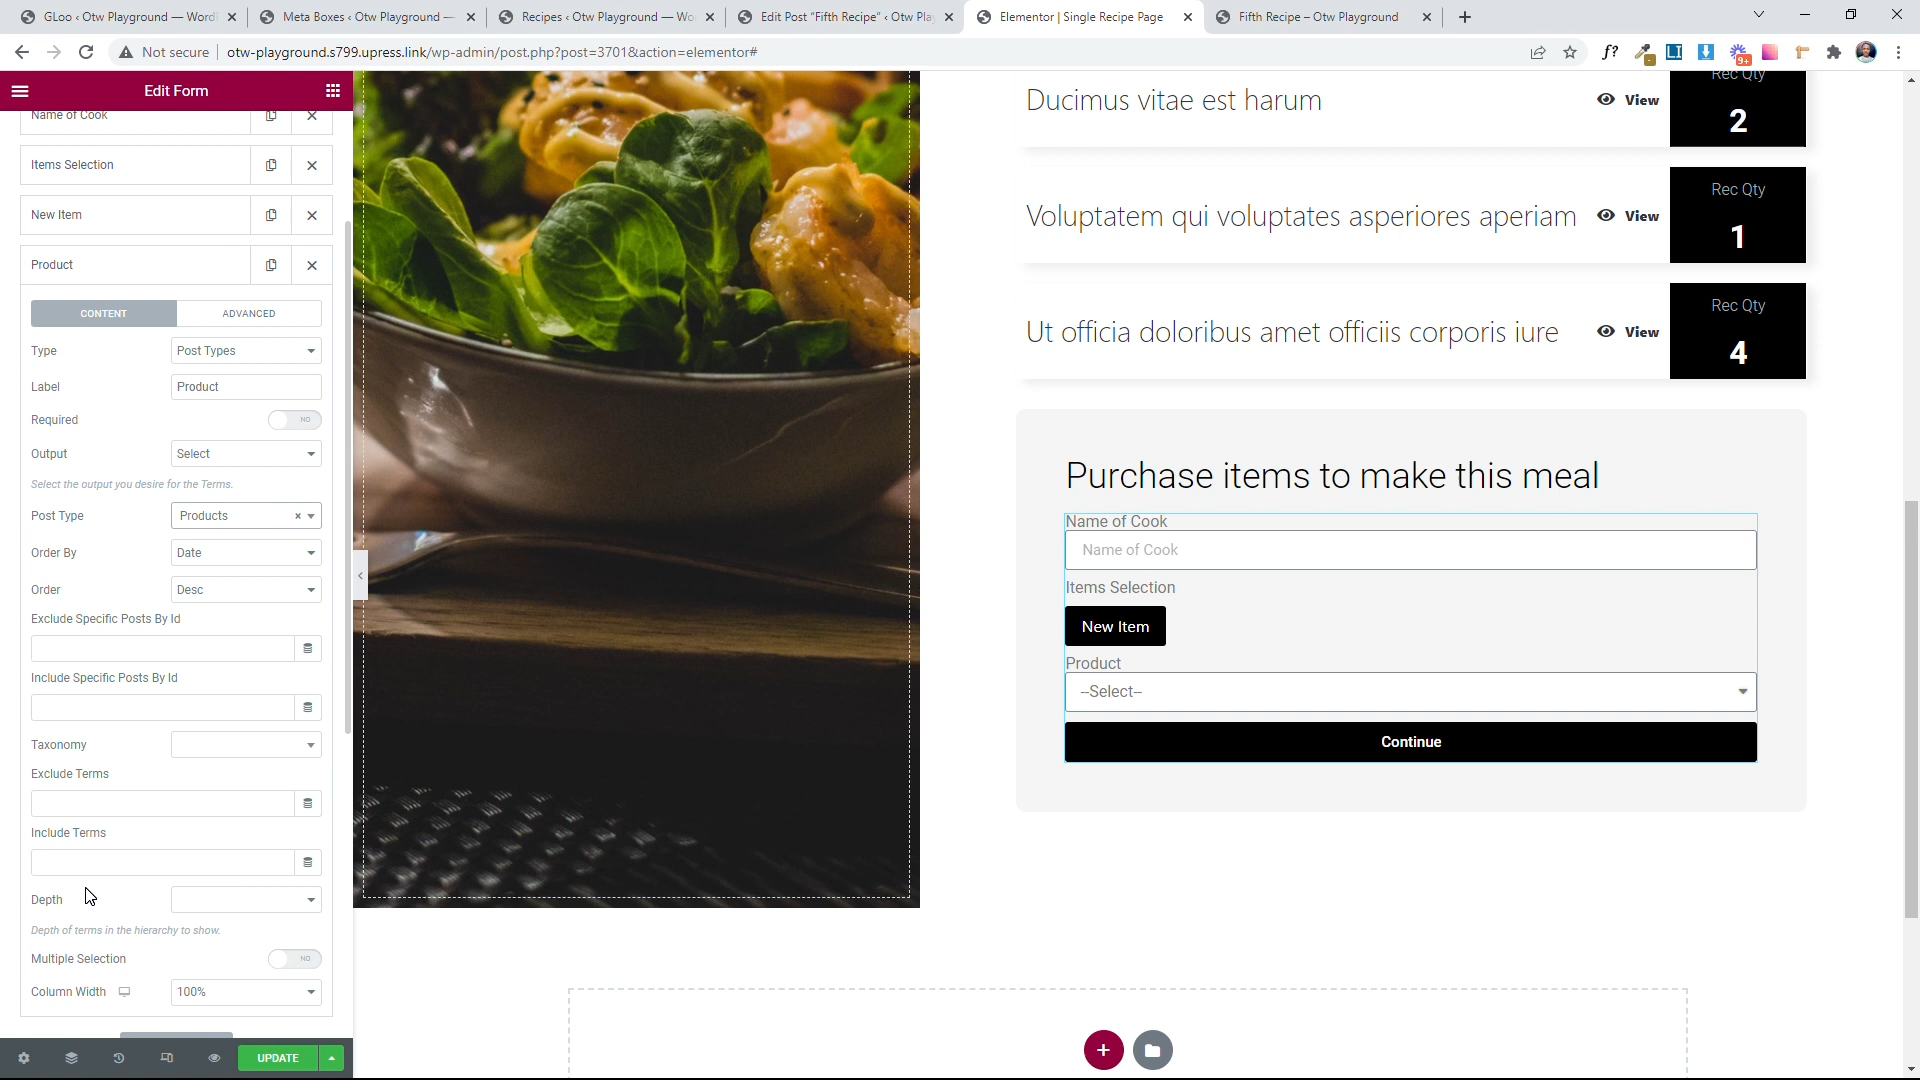 GLoo ‹ Otw Playground — Word
Meta Boxes ‹ Otw Playground —
Recipes ‹ Otw Playground — Wo
Edit Post "Fifth Recipe" ‹ Otw Pla
Elementor | Single Recipe Page
Fifth Recipe – Otw Playground
Not secure
otw-playground.s799.upress.link/wp-admin/post.php?post=3701&action=elementor#
f?
9+
Edit Form
Name of Cook
Items Selection
New Item
Product
CONTENT
ADVANCED
Type
Post Types
Label
Product
Required
NO
Output
Select
Select the output you desire for the Terms.
Post Type
Products
Order By
Date
Order
Desc
Exclude Specific Posts By Id
Include Specific Posts By Id
Taxonomy
Exclude Terms
Include Terms
Depth
Depth of terms in the hierarchy to show.
Multiple Selection
NO
Column Width
100%
UPDATE
Ducimus vitae est harum
View
Rec Qty
2
Voluptatem qui voluptates asperiores aperiam
View
Rec Qty
1
Ut officia doloribus amet officiis corporis iure
View
Rec Qty
4
Purchase items to make this meal
Name of Cook
Name of Cook
Items Selection
New Item
Product
--Select--
Continue